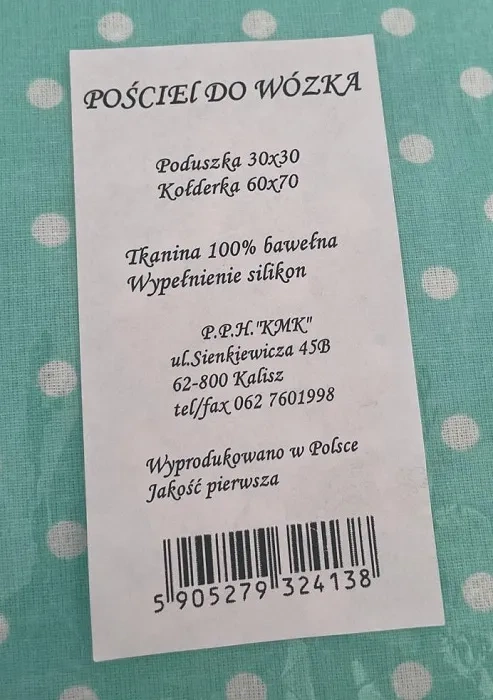 POŚCIEl DO WÓZKA
Poduszka 30x30
Kołderka 60x70
Tkanina 100% bawełna
Wypełnienie silikon
P.P.H."KMK"
ul.Sienkiewicza 45B
62-800 Kalisz
tel/fax 062 7601998
Wyprodukowano w Polsce
Jakość pierwsza
5 905279 324138